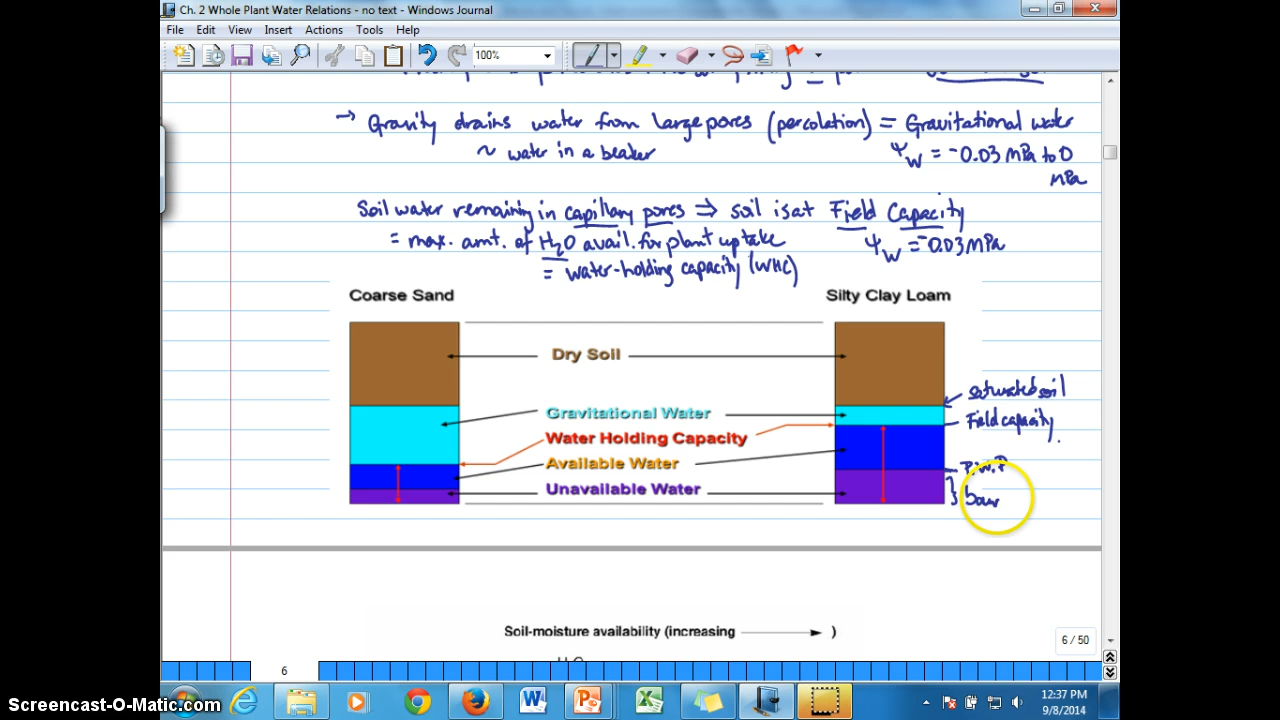 Ch. 2 Whole Plant Water Relations - no text - Windows Journal
File Edit View Insert Actions Tools Help
100%
→ Gravity drains water from large pores (percolation) = Gravitational water
~ water in a beaker
Ψw = -0.03 MPa to 0
MPa
Soil water remaining in capillary pores ⇒ soil is at Field Capacity
= max. amt. of H2O avail. for plant uptake
Ψw = -0.03 MPa
= water-holding capacity (WHC)
Coarse Sand
Silty Clay Loam
Dry Soil
saturated soil
Gravitational Water
Field capacity
Water Holding Capacity
Available Water
P.W.P
Unavailable Water
Soil-moisture availability (increasing → )
6 / 50
6
Screencast-O-Matic.com
12:37 PM
9/8/2014